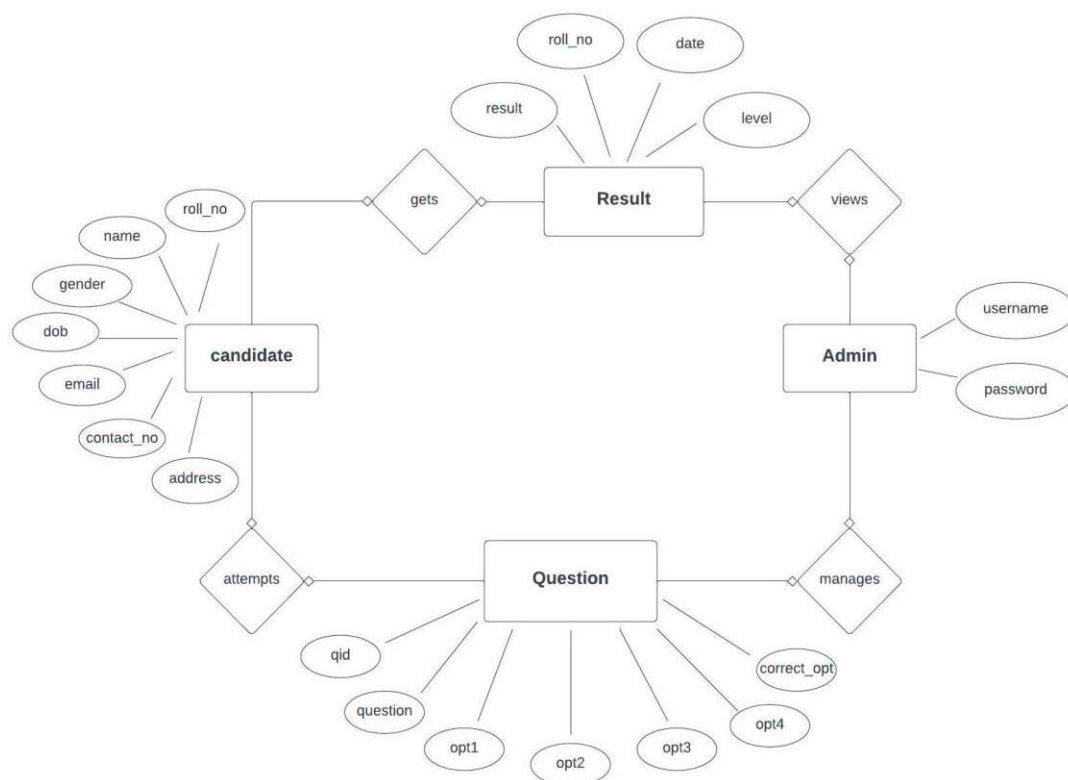 roll_no
date
result
level
gets
Result
views
roll_no
name
gender
dob
email
contact_no
address
candidate
Admin
username
password
attempts
Question
manages
qid
question
opt1
opt2
opt3
opt4
correct_opt